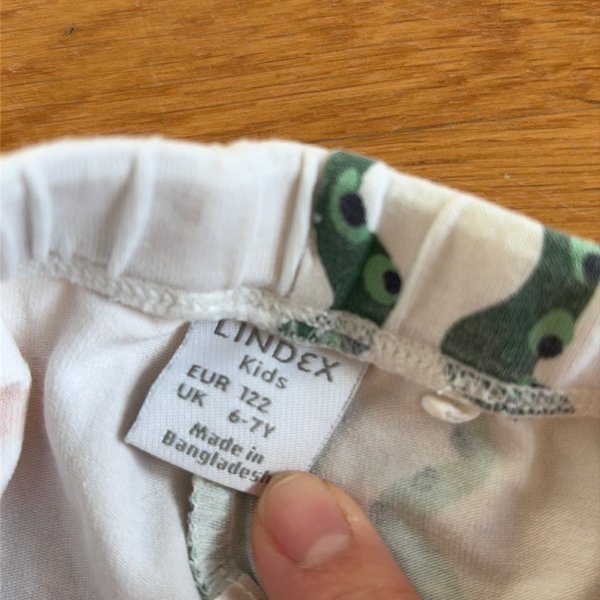 LINDEX
Kids
EUR 122
UK 6-7Y
Made in
Bangladesh